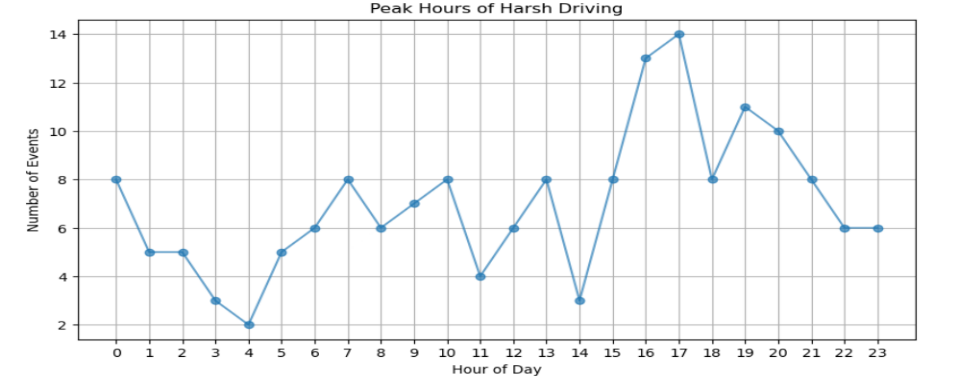 Peak Hours of Harsh Driving
Number of Events
14
12
10
8
6
4
2
0 1 2 3 4 5 6 7 8 9 10 11 12 13 14 15 16 17 18 19 20 21 22 23
Hour of Day